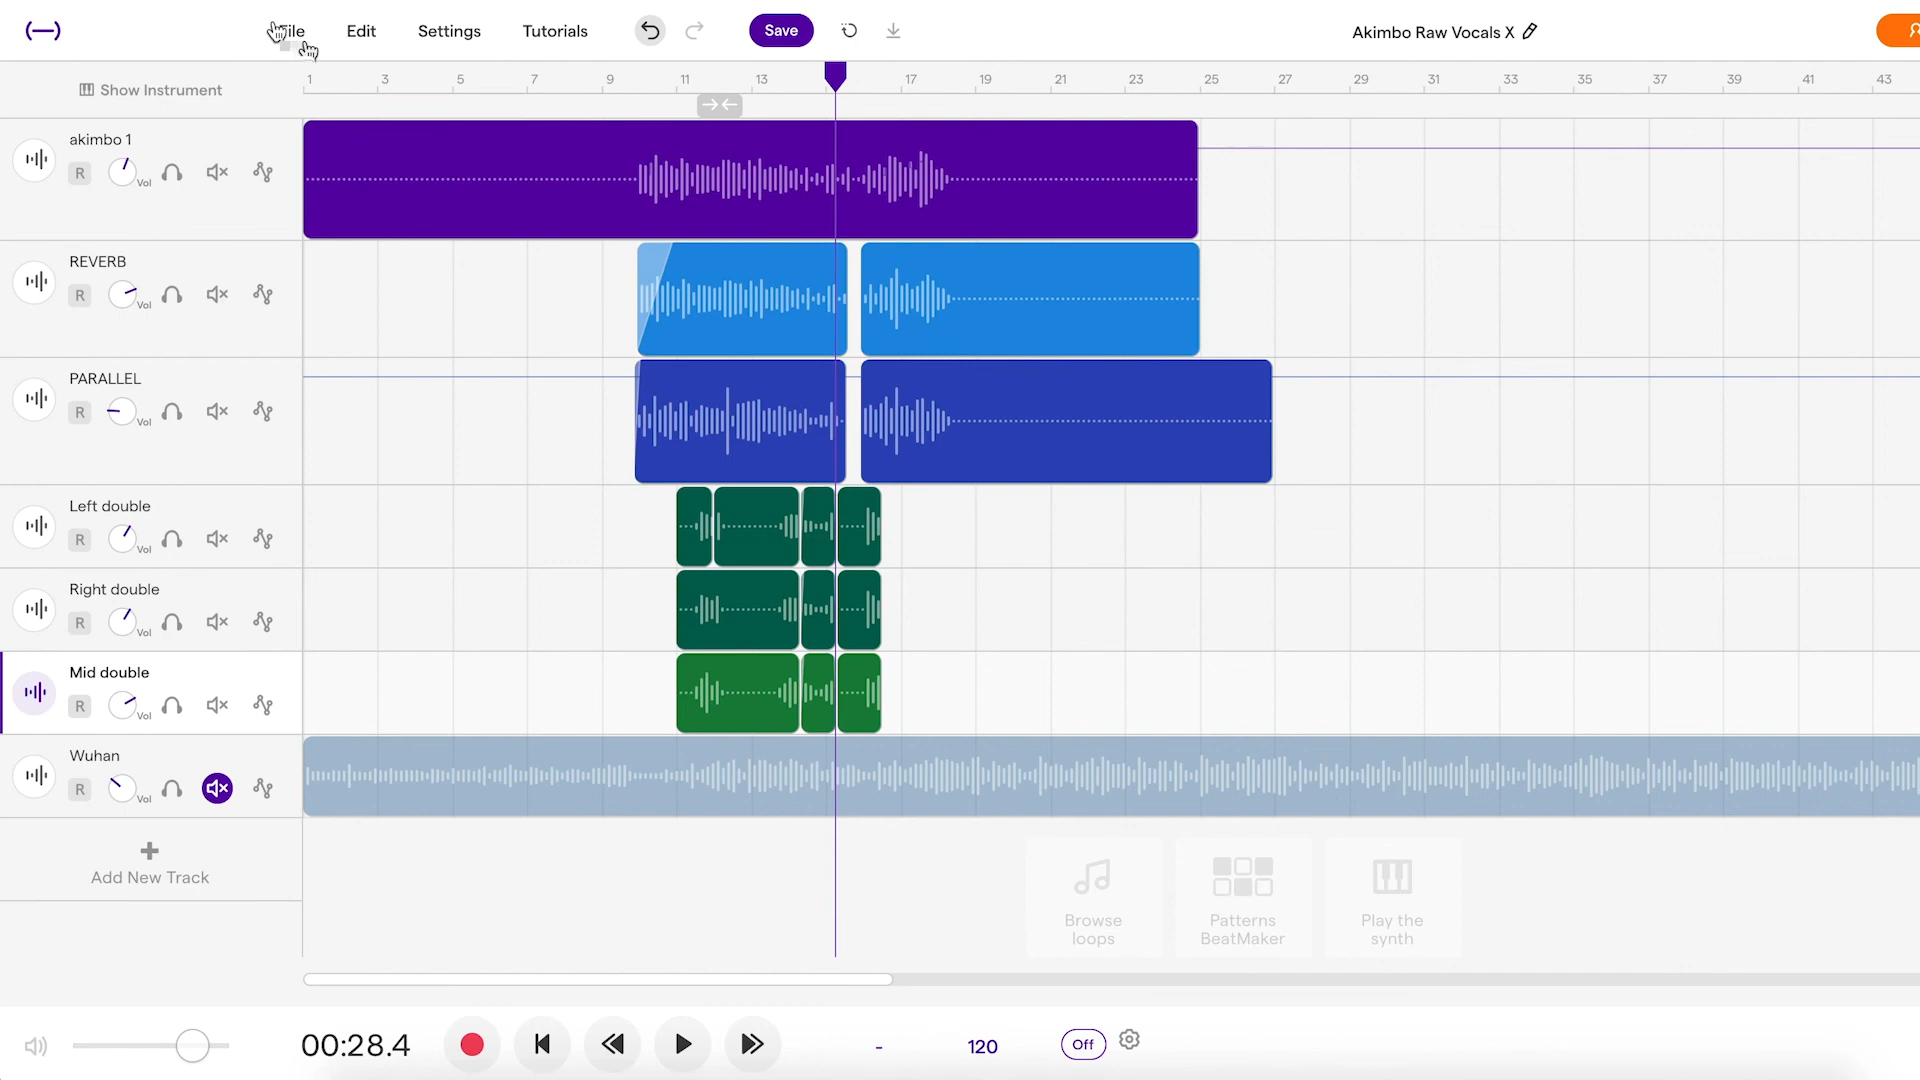 File Edit Settings Tutorials Save Akimbo Raw Vocals X
Show Instrument
1 3 5 7 9 11 13 17 19 21 23 25 27 29 31 33 35 37 39 41 43
akimbo 1
R Vol
REVERB
R Vol
PARALLEL
R Vol
Left double
R Vol
Right double
R Vol
Mid double
R Vol
Wuhan
R Vol
Add New Track
Browse loops
Patterns BeatMaker
Play the synth
00:28.4 - 120 Off